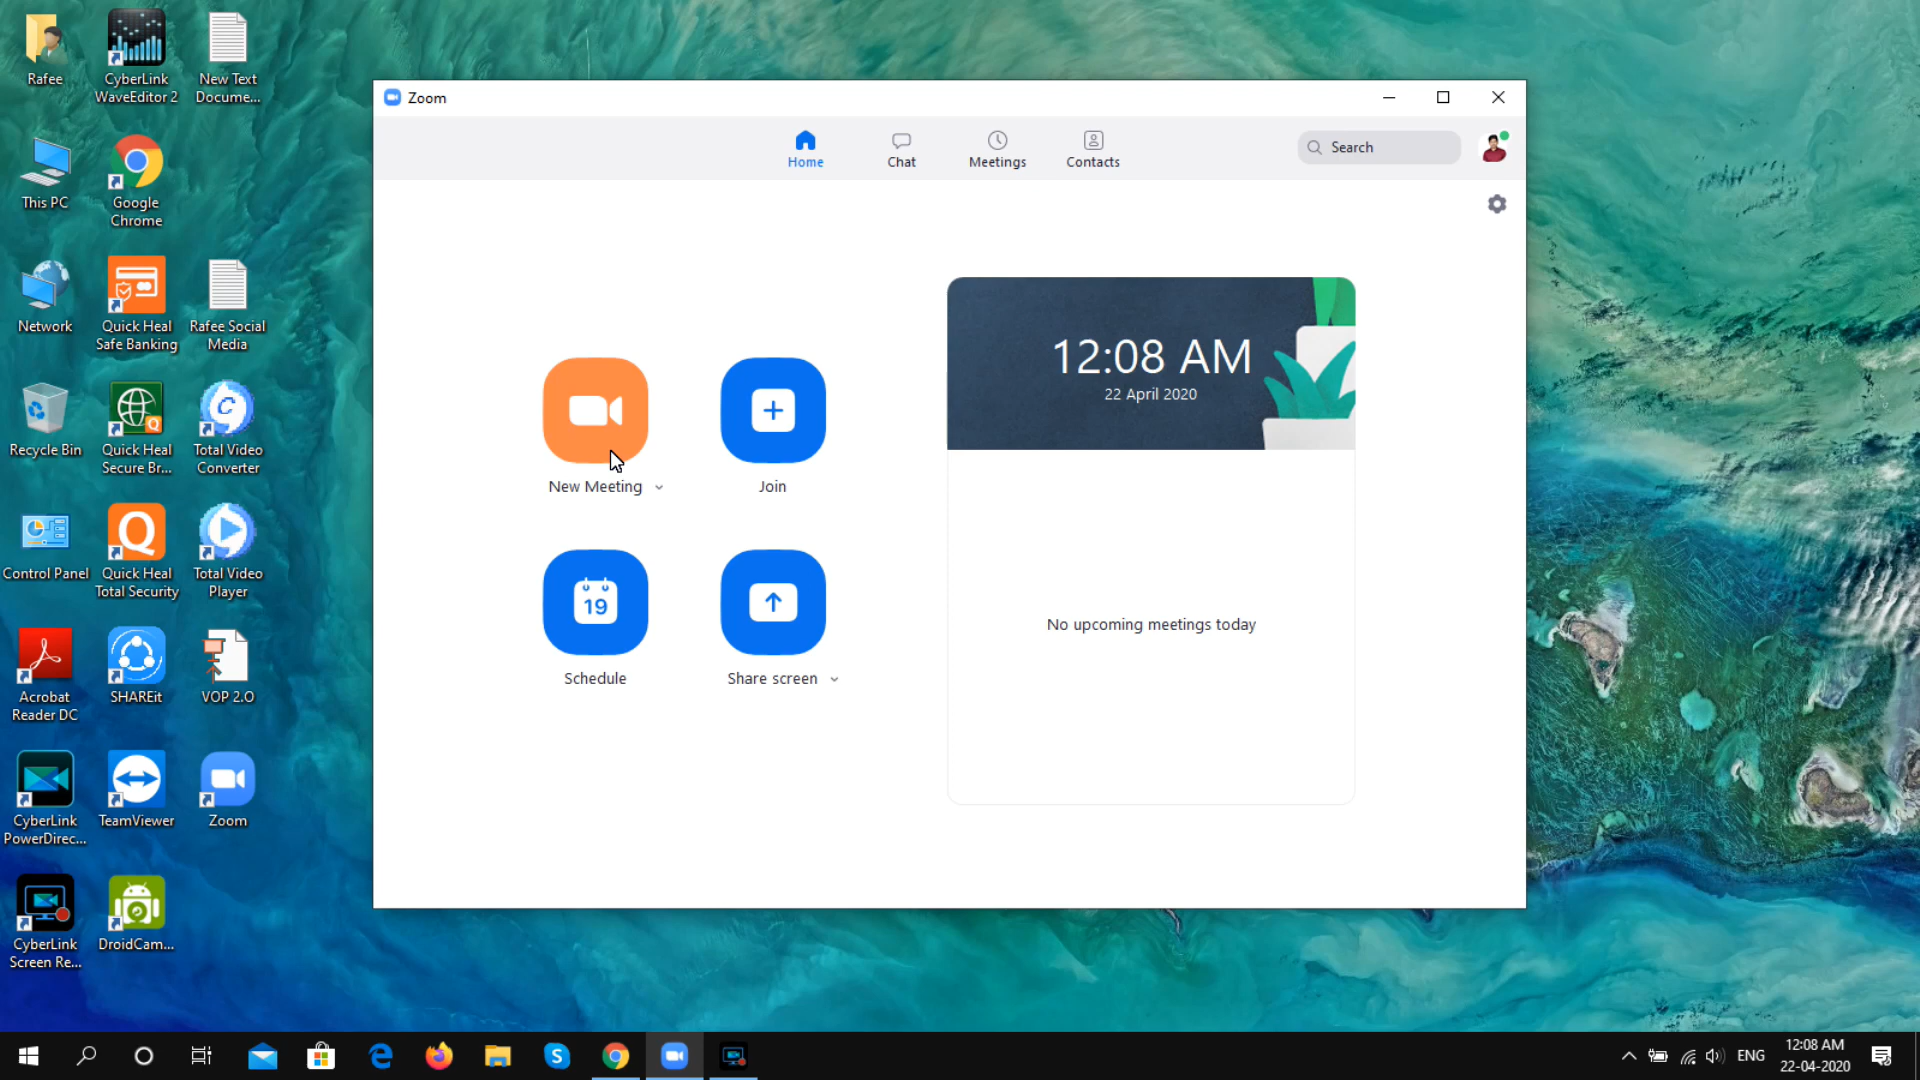 Rafee
CyberLink
WaveEditor 2
New Text
Docume...
This PC
Google
Chrome
Network
Quick Heal
Safe Banking
Rafee Social
Media
Recycle Bin
Quick Heal
Secure Br...
Total Video
Converter
Control Panel
Quick Heal
Total Security
Total Video
Player
Acrobat
Reader DC
SHAREit
VOP 2.O
CyberLink
PowerDirec...
TeamViewer
Zoom
CyberLink
Screen Re...
DroidCam...
Zoom
Home
Chat
Meetings
Contacts
Search
New Meeting
Join
19
Schedule
Share screen
12:08 AM
22 April 2020
No upcoming meetings today
ENG
12:08 AM
22-04-2020